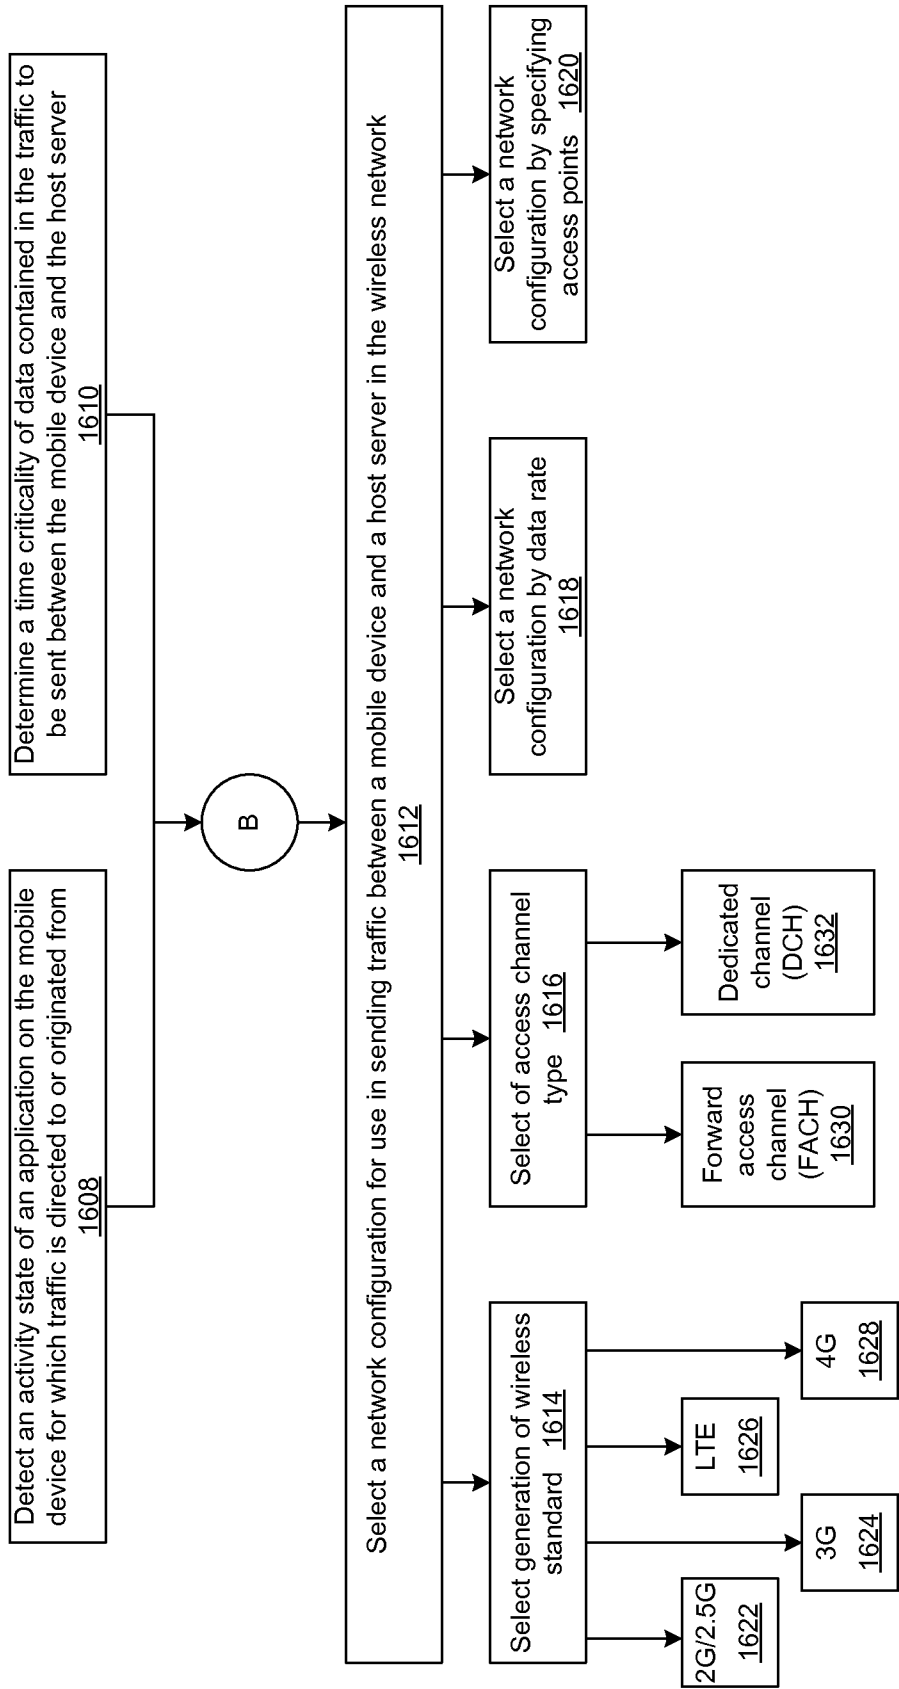 Detect an activity state of an application on the mobile
device for which traffic is directed to or originated from
1608
Determine a time criticality of data contained in the traffic to
be sent between the mobile device and the host server
1610
B
Select a network configuration for use in sending traffic between a mobile device and a host server in the wireless network
1612
Select generation of wireless
standard 1614
Select of access channel
type 1616
Select a network
configuration by data rate
1618
Select a network
configuration by specifying
access points 1620
2G/2.5G
1622
3G
1624
LTE
1626
4G
1628
Forward
access
channel
(FACH)
1630
Dedicated
channel
(DCH)
1632